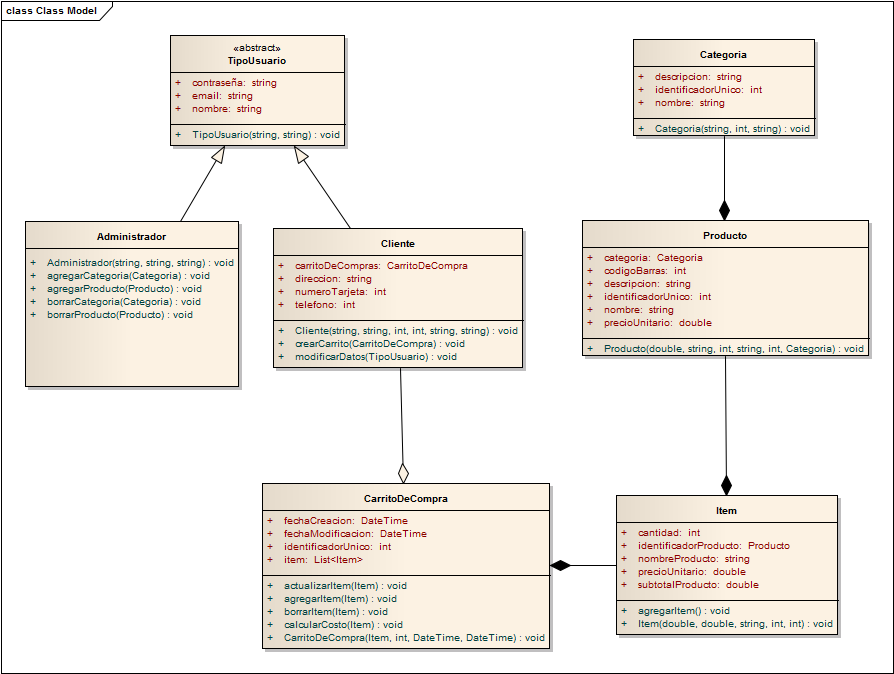 class Class Model
«abstract»
TipoUsuario
+ contraseña: string
+ email: string
+ nombre: string
+ TipoUsuario(string, string) : void
Categoria
+ descripcion: string
+ identificadorUnico: int
+ nombre: string
+ Categoria(string, int, string) : void
Administrador
+ Administrador(string, string, string) : void
+ agregarCategoria(Categoria) : void
+ agregarProducto(Producto) : void
+ borrarCategoria(Categoria) : void
+ borrarProducto(Producto) : void
Cliente
+ carritoDeCompras: CarritoDeCompra
+ direccion: string
+ numeroTarjeta: int
+ telefono: int
+ Cliente(string, string, int, int, string, string) : void
+ crearCarrito(CarritoDeCompra) : void
+ modificarDatos(TipoUsuario) : void
Producto
+ categoria: Categoria
+ codigoBarras: int
+ descripcion: string
+ identificadorUnico: int
+ nombre: string
+ precioUnitario: double
+ Producto(double, string, int, string, int, Categoria) : void
CarritoDeCompra
+ fechaCreacion: DateTime
+ fechaModificacion: DateTime
+ identificadorUnico: int
+ item: List<Item>
+ actualizarItem(Item) : void
+ agregarItem(Item) : void
+ borrarItem(Item) : void
+ calcularCosto(Item) : void
+ CarritoDeCompra(Item, int, DateTime, DateTime) : void
Item
+ cantidad: int
+ identificadorProducto: Producto
+ nombreProducto: string
+ precioUnitario: double
+ subtotalProducto: double
+ agregarItem() : void
+ Item(double, double, string, int, int) : void